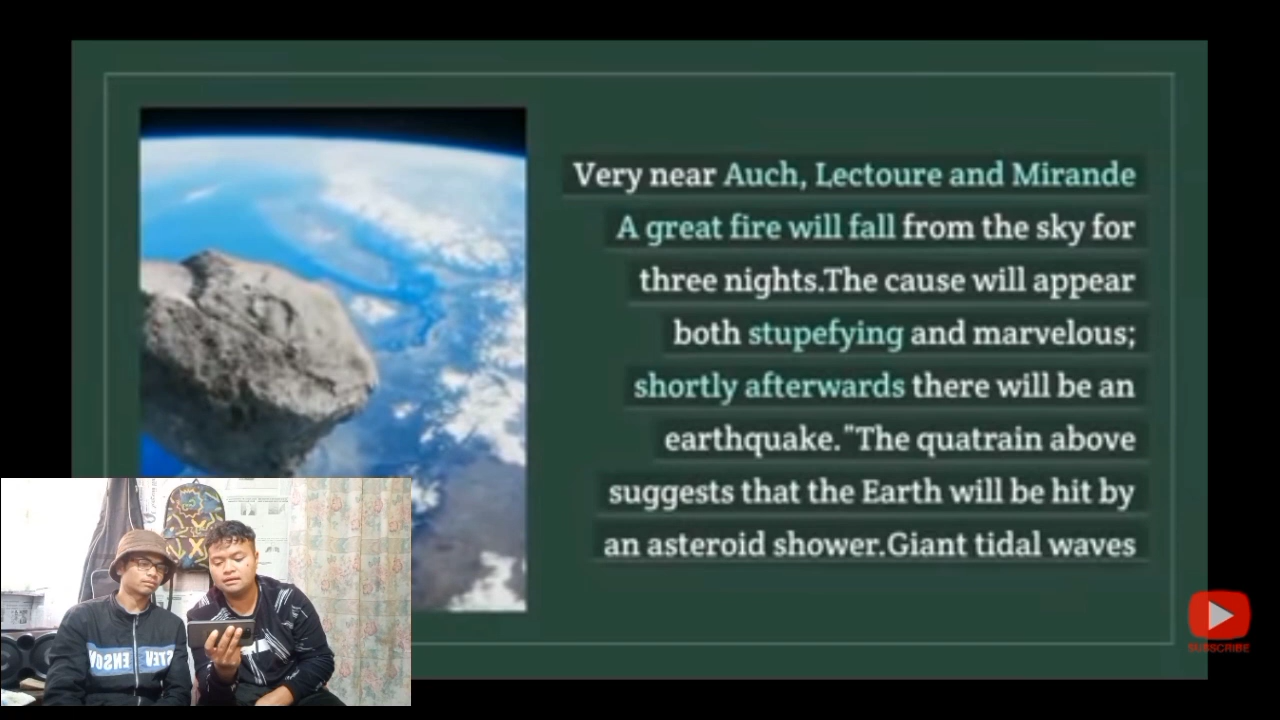 Very near Auch, Lectoure and Mirande
A great fire will fall from the sky for
three nights.The cause will appear
both stupefying and marvelous;
shortly afterwards there will be an
earthquake."The quatrain above
suggests that the Earth will be hit by
an asteroid shower.Giant tidal waves
STEVENSON
SUBSCRIBE